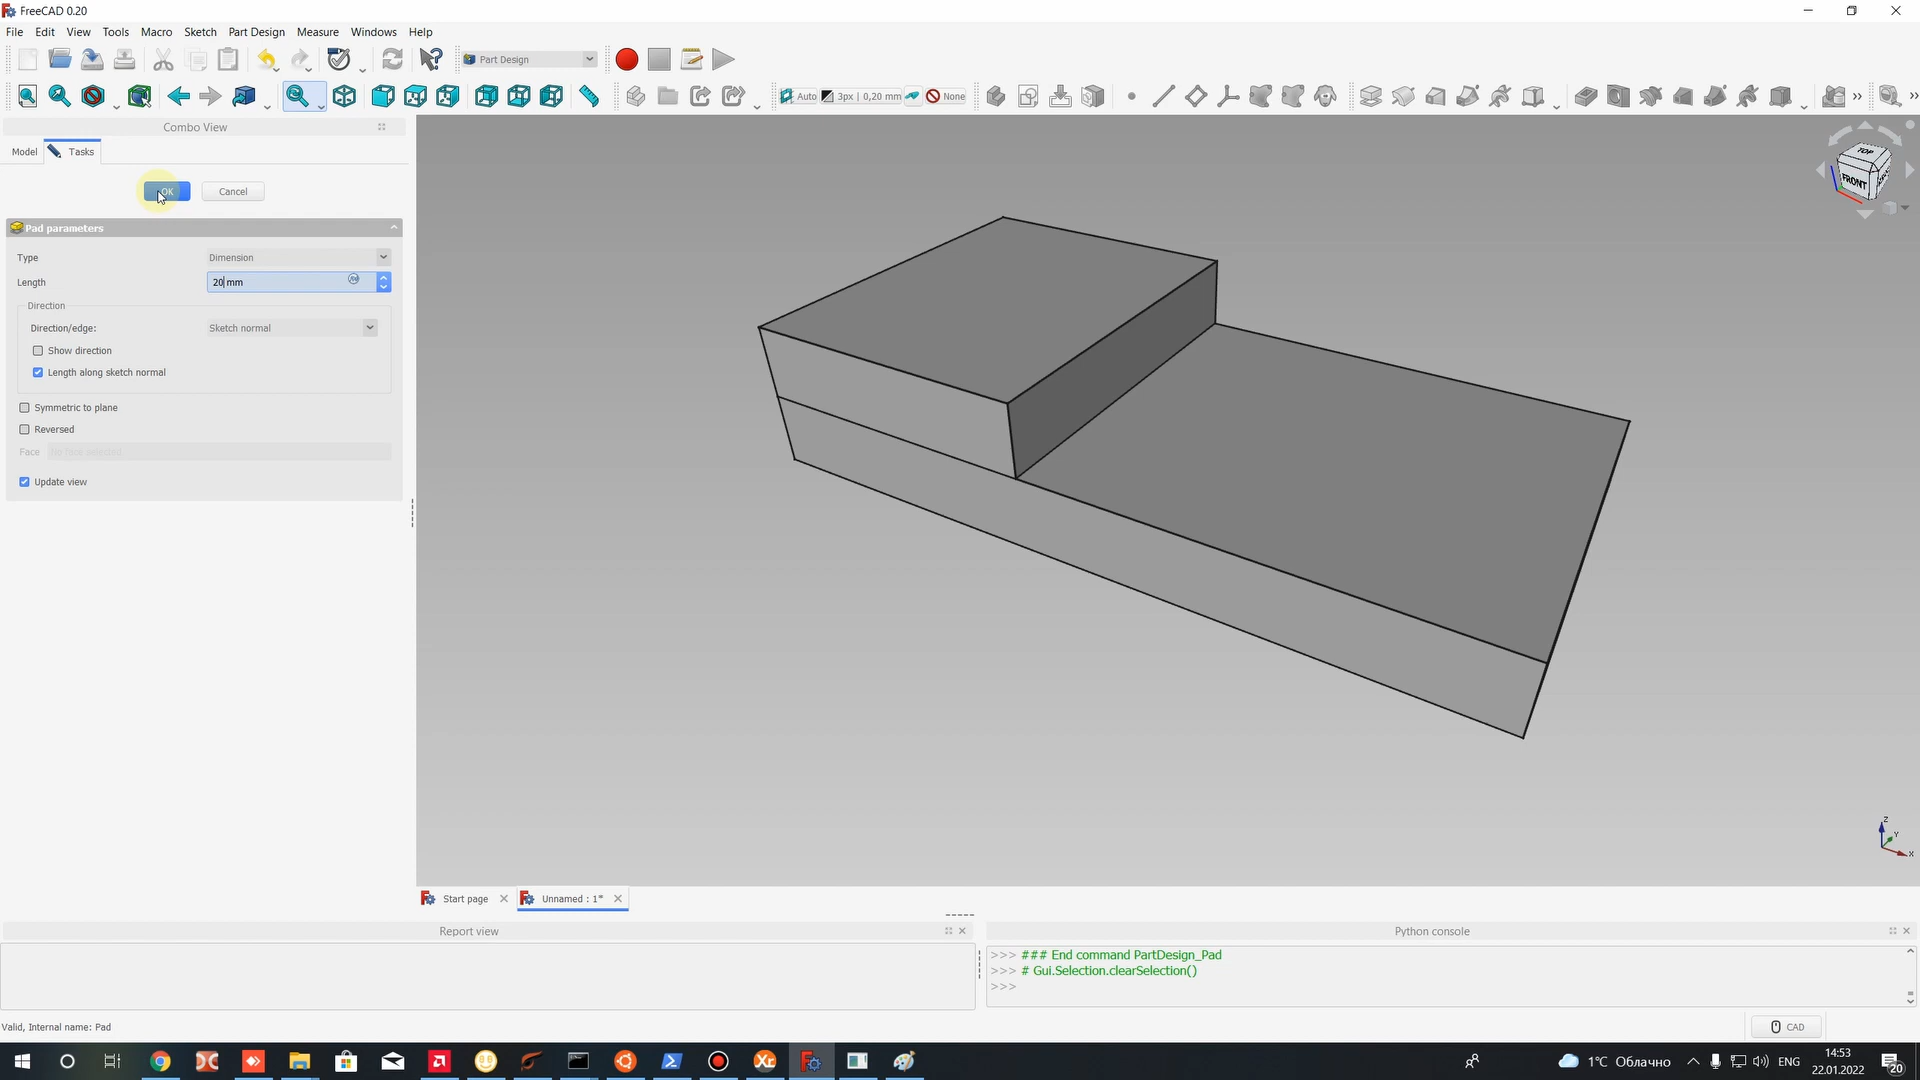 FreeCAD 0.20
File Edit View Tools Macro Sketch Part Design Measure Windows Help
Part Design
Auto 3px | 0,20 mm None
Combo View
Model Tasks
OK Cancel
Pad parameters
Type Dimension
Length 20 mm
Direction
Direction/edge: Sketch normal
Show direction
Length along sketch normal
Symmetric to plane
Reversed
Face No face selected
Update view
TOP
FRONT
Z
Y
X
Start page Unnamed : 1*
Report view
Python console
>>> ### End command PartDesign_Pad
>>> # Gui.Selection.clearSelection()
>>>
Valid, Internal name: Pad
CAD
1°C Облачно ENG
14:53
22.01.2022
20